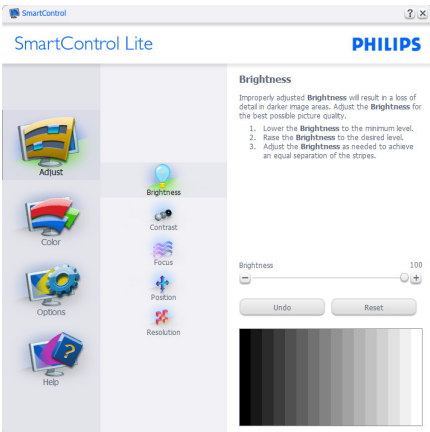 SmartControl
SmartControl Lite
PHILIPS
Adjust
Color
Options
Help
Brightness
Contrast
Focus
Position
Resolution
Brightness
Improperly adjusted Brightness will result in a loss of
detail in darker image areas. Adjust the Brightness for
the best possible picture quality.
1. Lower the Brightness to the minimum level.
2. Raise the Brightness to the desired level.
3. Adjust the Brightness as needed to achieve
an equal separation of the stripes.
Brightness 100
Undo Reset